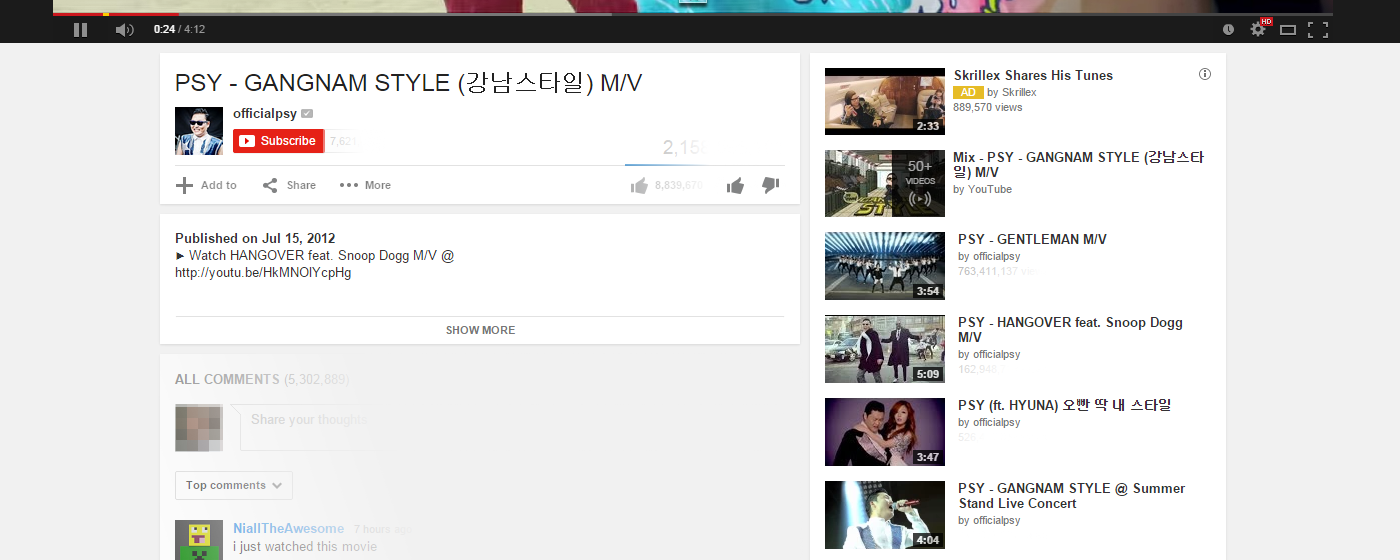 0:24 / 4:12
HD
PSY - GANGNAM STYLE (강남스타일) M/V
officialpsy
Subscribe 7,621
2,15
Add to Share More 8,839,670
Published on Jul 15, 2012
► Watch HANGOVER feat. Snoop Dogg M/V @
http://youtu.be/HkMNOlYcpHg
SHOW MORE
ALL COMMENTS (5,302,889)
Share your thoughts
Top comments
NiallTheAwesome 7 hours ago
i just watched this movie
Skrillex Shares His Tunes
AD by Skrillex
889,570 views
2:33
Mix - PSY - GANGNAM STYLE (강남스타
일) M/V
by YouTube
50+
VIDEOS
PSY - GENTLEMAN M/V
by officialpsy
763,411,137
3:54
PSY - HANGOVER feat. Snoop Dogg
M/V
by officialpsy
162,948
5:09
PSY (ft. HYUNA) 오빤 딱 내 스타일
by officialpsy
526
3:47
PSY - GANGNAM STYLE @ Summer
Stand Live Concert
by officialpsy
4:04